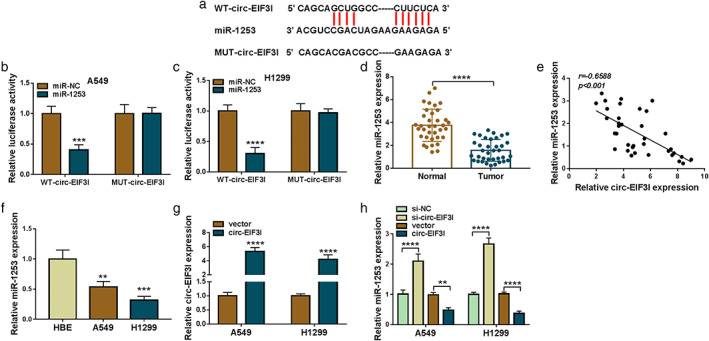 a
WT-circ-EIF3I 5' CAGCAGCUGGCC-----CUUCUCA 3'
miR-1253 3' ACGUCCGACUAGAAGAAGAGA 5'
MUT-circ-EIF3I 5' CAGCACGACGCC-----GAAGAGA 3'
b
A549
miR-NC
miR-1253
Relative luciferase activity
1.5
1.0
0.5
0.0
***
WT-circ-EIF3I MUT-circ-EIF3I
c
H1299
miR-NC
miR-1253
Relative luciferase activity
1.5
1.0
0.5
0.0
****
WT-circ-EIF3I MUT-circ-EIF3I
d
Relative miR-1253 expression
8
6
4
2
0
****
Normal Tumor
e
r=-0.6588
p<0.001
Relative miR-1253 expression
4
3
2
1
0
0 2 4 6 8 10
Relative circ-EIF3I expression
f
Relative miR-1253 expression
1.5
1.0
0.5
0.0
**
***
HBE A549 H1299
g
vector
circ-EIF3I
Relative circ-EIF3I expression
8
6
4
2
1.0
0.5
0.0
****
****
A549 H1299
h
si-NC
si-circ-EIF3I
vector
circ-EIF3I
Relative miR-1253 expression
3
2
1
0
****
**
****
****
A549 H1299